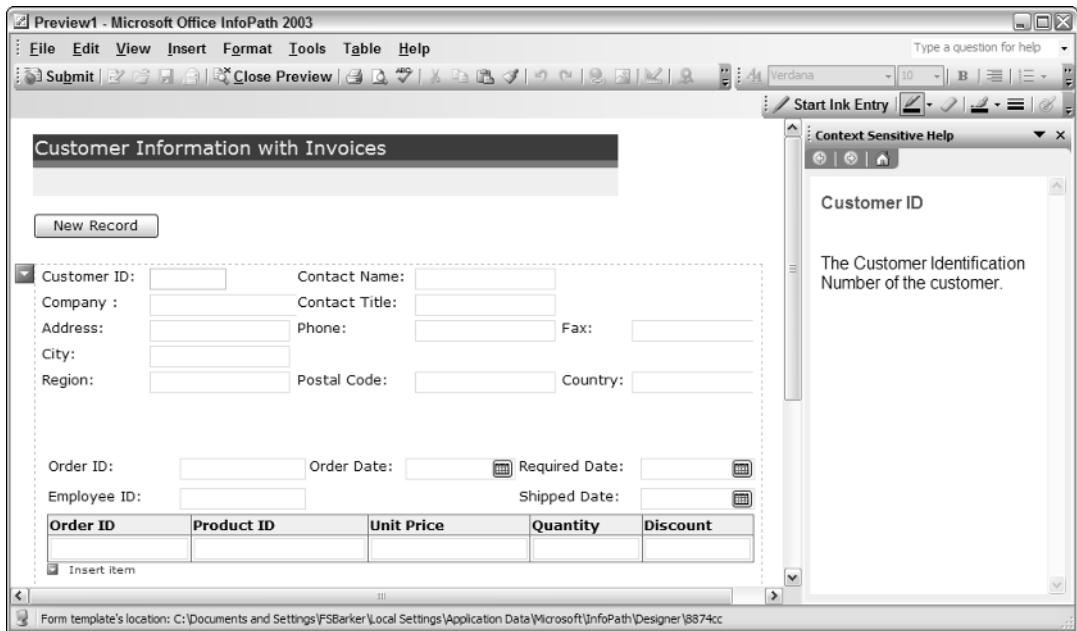 Preview1 - Microsoft Office InfoPath 2003
File Edit View Insert Format Tools Table Help
Type a question for help
Submit Close Preview Verdana 10 B
Start Ink Entry
Customer Information with Invoices
New Record
Customer ID: Contact Name:
Company : Contact Title:
Address: Phone: Fax:
City:
Region: Postal Code: Country:
Order ID: Order Date: Required Date:
Employee ID: Shipped Date:
Order ID Product ID Unit Price Quantity Discount
Insert item
Context Sensitive Help
Customer ID
The Customer Identification
Number of the customer.
Form template's location: C:\Documents and Settings\FSBarker\Local Settings\Application Data\Microsoft\InfoPath\Designer\8874cc